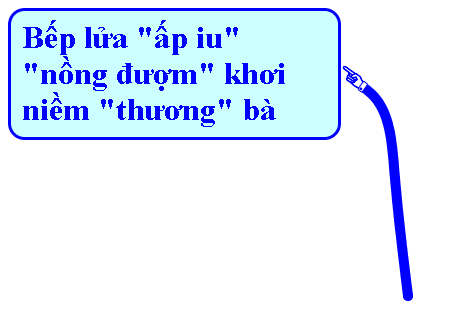 Bếp lửa "ấp iu"
"nồng đượm" khơi
niềm "thương" bà